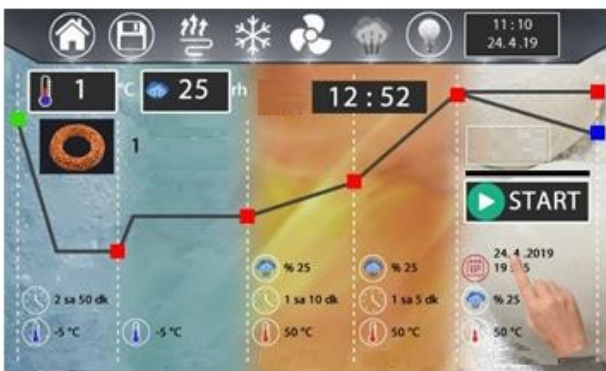 11:10
24.4.19
1 °C 25 rh
12:52
1
START
24.4.2019
% 25 % 25
2 sa 50 dk 1 sa 10 dk 1 sa 5 dk % 25
-5 °C -5 °C 50 °C 50 °C 50 °C